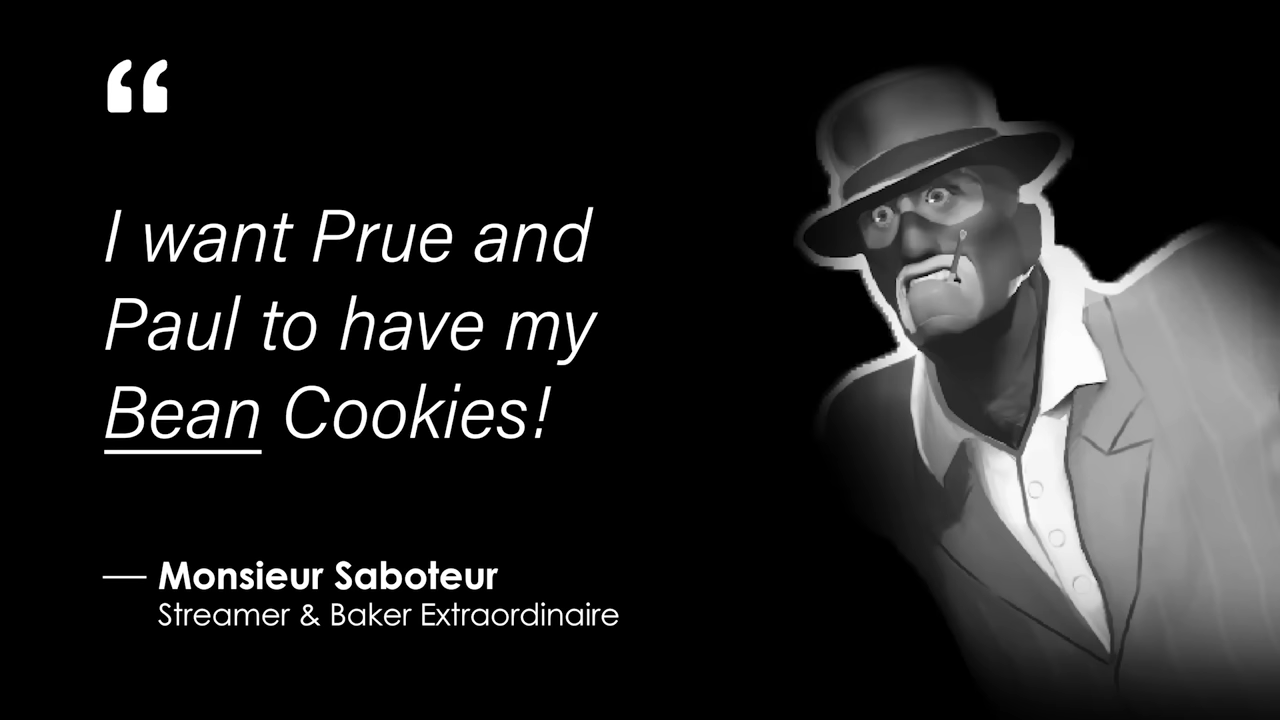 “
I want Prue and
Paul to have my
Bean Cookies!
— Monsieur Saboteur
Streamer & Baker Extraordinaire